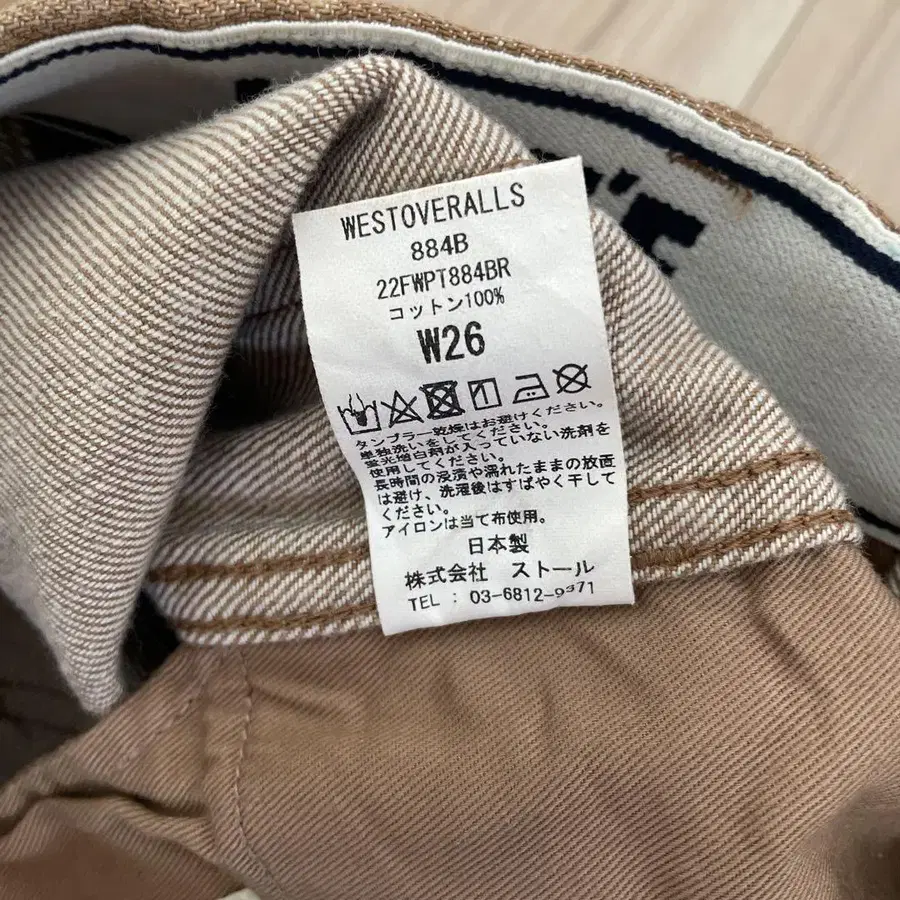 WESTOVERALLS
884B
22FWPT884BR
コットン100%
W26
タンブラー乾燥はお避けください。
単独洗いをしてください。
蛍光増白剤が入っていない洗剤を
使用してください。
長時間の浸漬や濡れたままの放置
は避け、洗濯後はすばやく干して
ください。
アイロンは当て布使用。
日本製
株式会社 ストール
TEL : 03-6812-9371